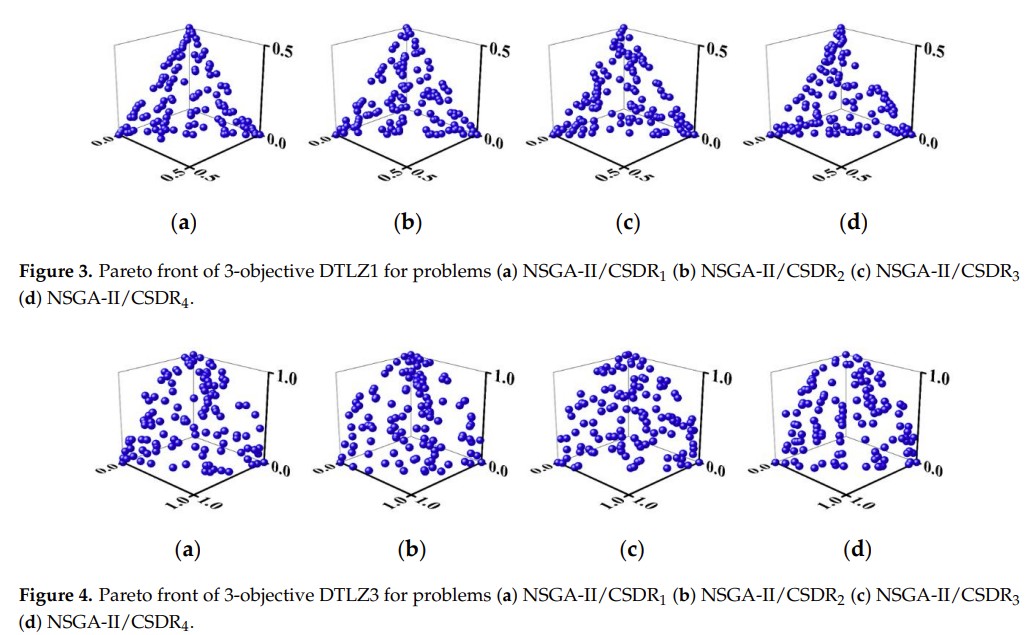 0.5 0.5 0.5 0.5
0.0 0.0 0.0 0.0 0.0 0.0 0.0 0.0
0.5 0.5 0.5 0.5 0.5 0.5 0.5 0.5
(a) (b) (c) (d)
Figure 3. Pareto front of 3-objective DTLZ1 for problems (a) NSGA-II/CSDR₁ (b) NSGA-II/CSDR₂ (c) NSGA-II/CSDR₃
(d) NSGA-II/CSDR₄.
1.0 1.0 1.0 1.0
0.0 0.0 0.0 0.0 0.0 0.0 0.0 0.0
1.0 1.0 1.0 1.0 1.0 1.0 1.0 1.0
(a) (b) (c) (d)
Figure 4. Pareto front of 3-objective DTLZ3 for problems (a) NSGA-II/CSDR₁ (b) NSGA-II/CSDR₂ (c) NSGA-II/CSDR₃
(d) NSGA-II/CSDR₄.